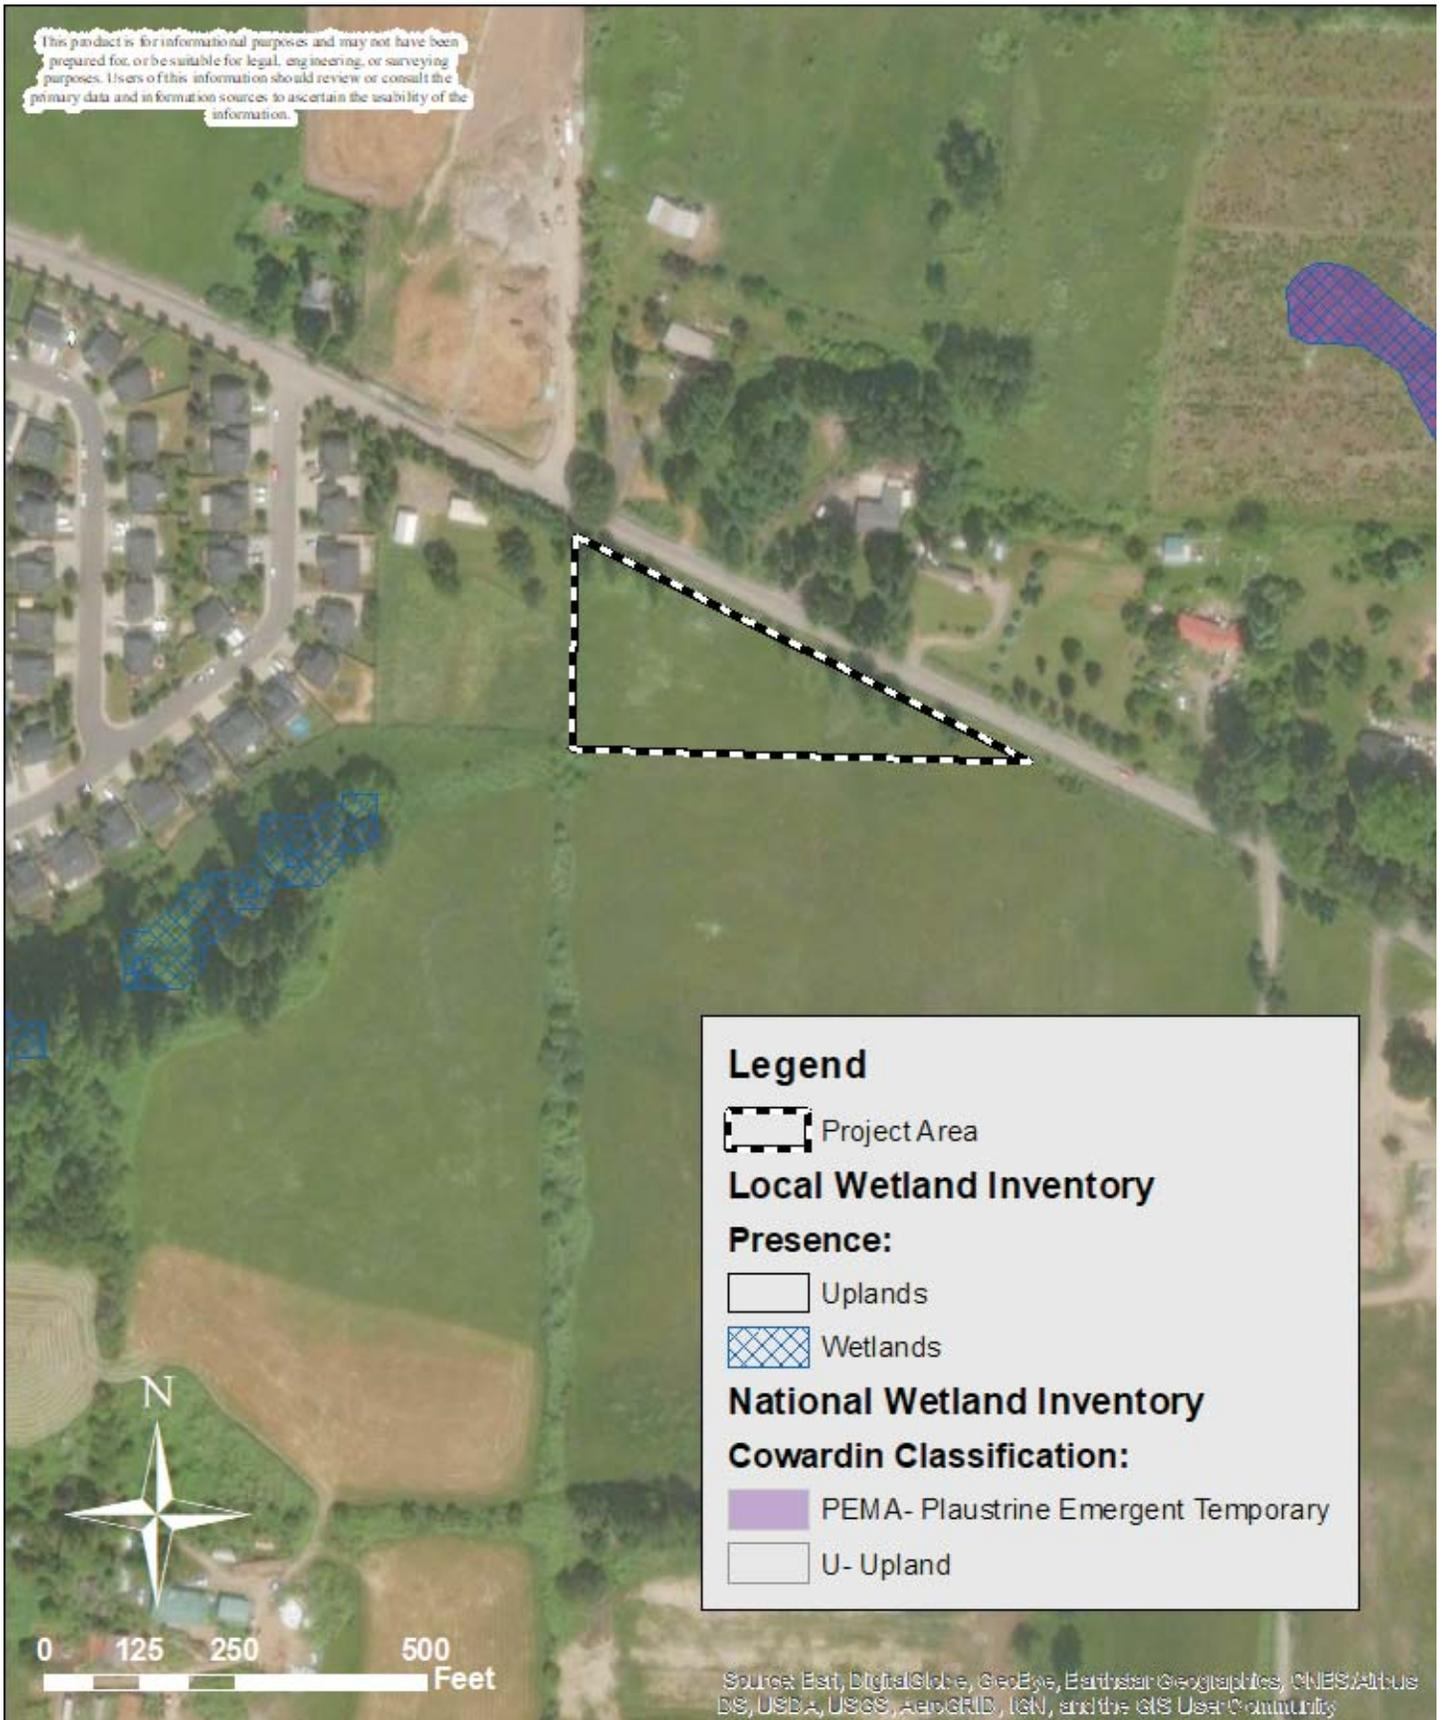 This product is for informational purposes and may not have been
prepared for, or be suitable for legal, engineering, or surveying
purposes. Users of this information should review or consult the
primary data and information sources to ascertain the usability of the
information.
Legend
Project Area
Local Wetland Inventory
Presence:
Uplands
Wetlands
National Wetland Inventory
Cowardin Classification:
PEMA- Plaustrine Emergent Temporary
U- Upland
N
0 125 250 500
Feet
Source: Esri, DigitalGlobe, GeoEye, Earthstar Geographics, CNES/Airbus
DS, USDA, USGS, AeroGRID, IGN, and the GIS User Community